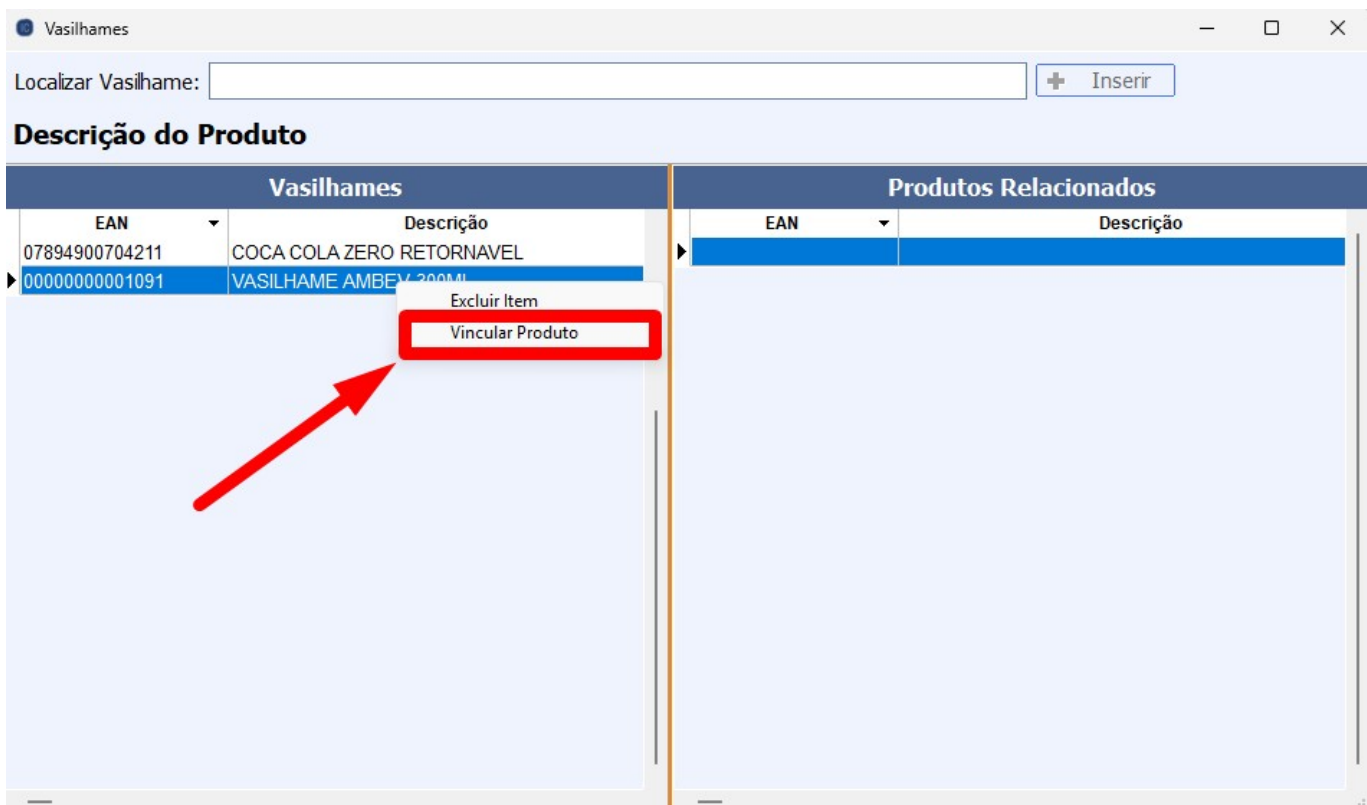 Vasilhames
Localizar Vasilhame:
Inserir
Descrição do Produto
Vasilhames
Produtos Relacionados
EAN Descrição
EAN Descrição
07894900704211 COCA COLA ZERO RETORNAVEL
00000000001091 VASILHAME AMBEV 300ML
Excluir Item
Vincular Produto